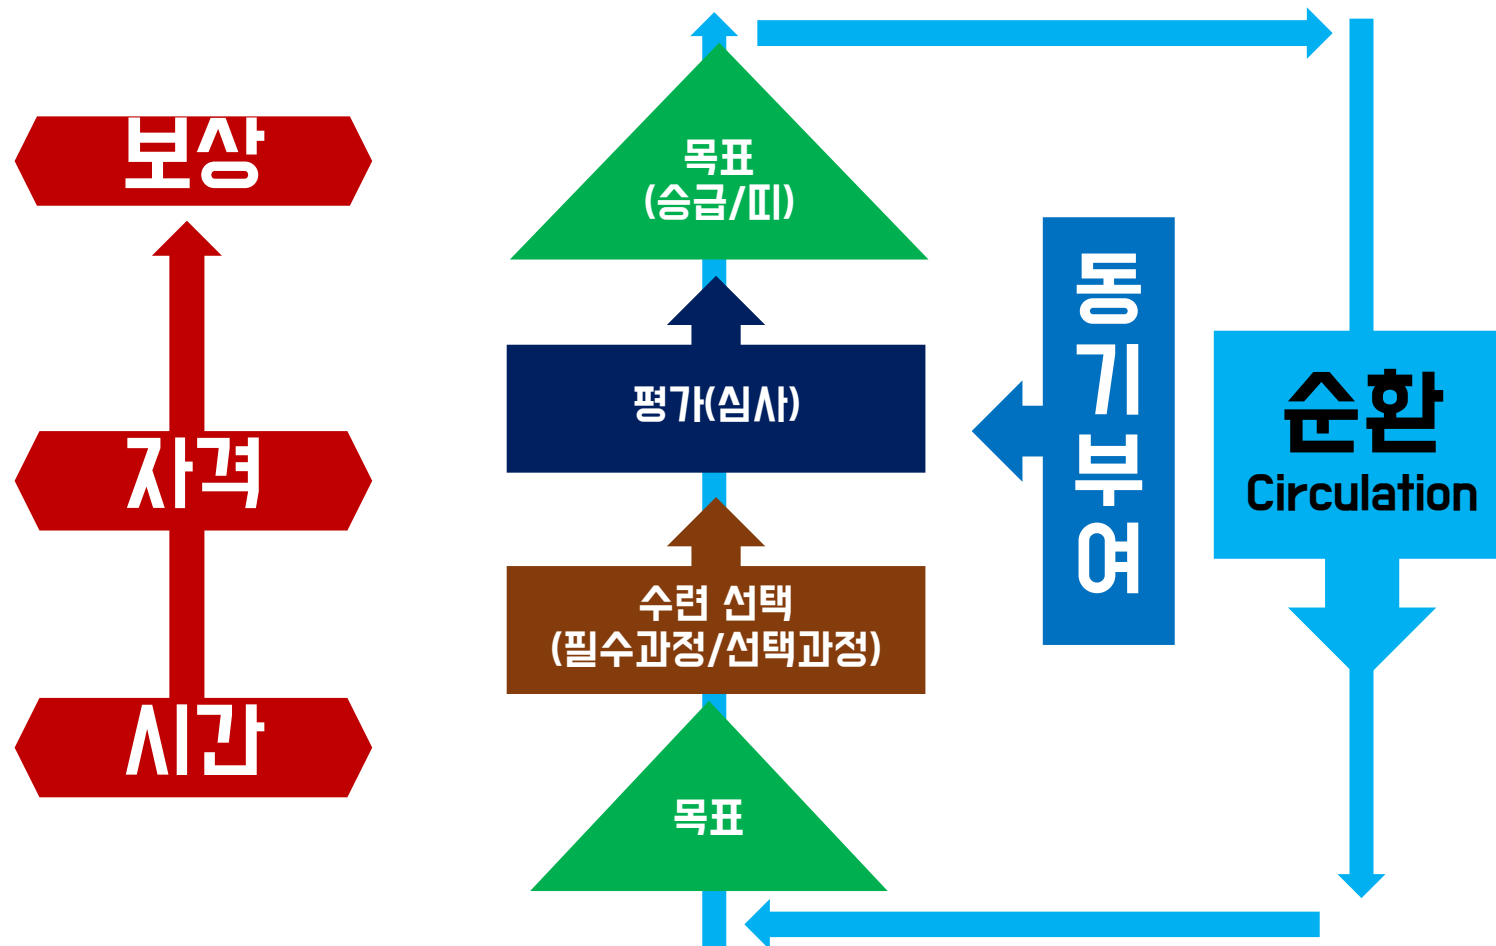 보상
자격
시간
목표
(승급/띠)
평가(심사)
수련 선택
(필수과정/선택과정)
목표
동
기
부
여
순환
Circulation